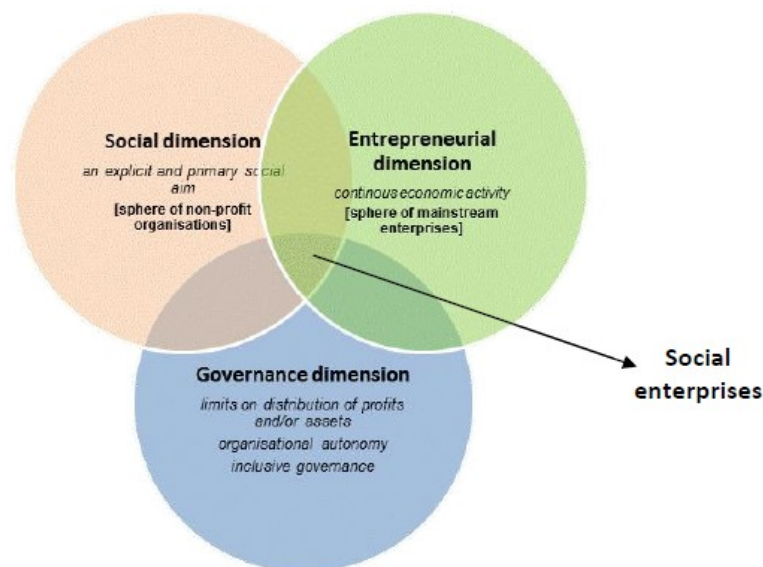 Social dimension
an explicit and primary social
aim
[sphere of non-profit
organisations]
Entrepreneurial
dimension
continous economic activity
[sphere of mainstream
enterprises]
Governance dimension
limits on distribution of profits
and/or assets
organisational autonomy
inclusive governance
Social
enterprises